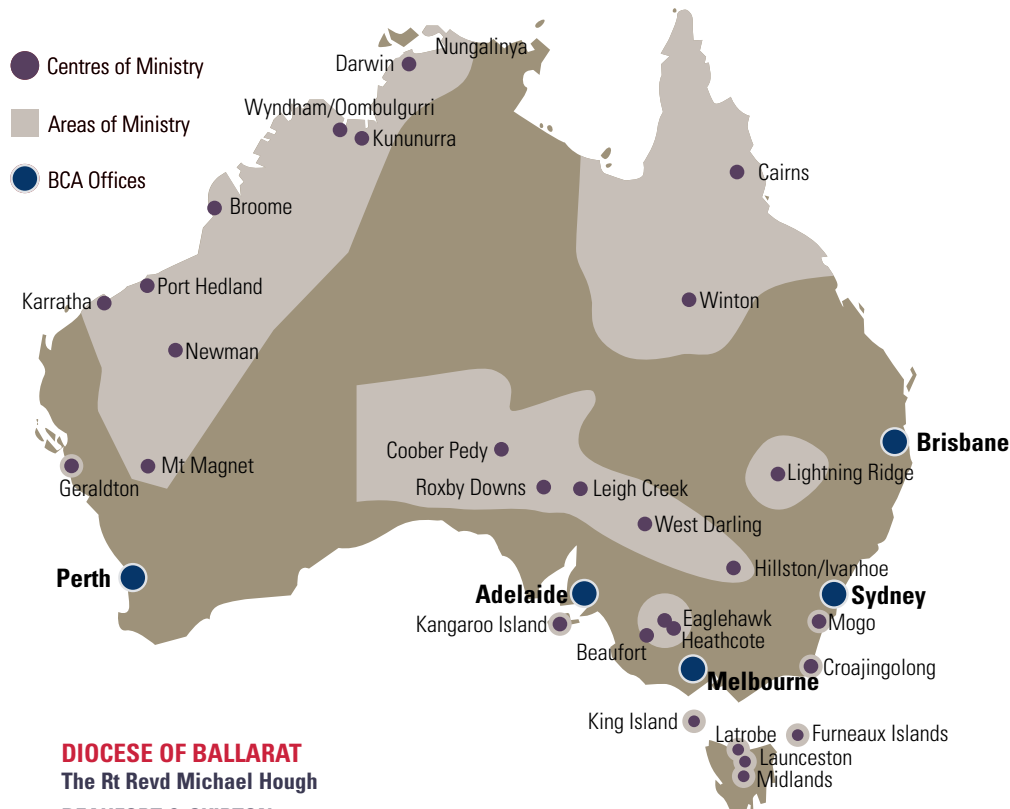 Centres of Ministry
Areas of Ministry
BCA Offices
Nungalinya
Darwin
Wyndham/Oombulgurri
Kununurra
Cairns
Broome
Port Hedland
Karratha
Winton
Newman
Coober Pedy
Brisbane
Mt Magnet
Lightning Ridge
Geraldton
Roxby Downs
Leigh Creek
West Darling
Hillston/Ivanhoe
Perth
Adelaide
Sydney
Kangaroo Island
Eaglehawk
Mogo
Heathcote
Beaufort
Croajingolong
Melbourne
King Island
Latrobe
Furneaux Islands
Launceston
Midlands
DIOCESE OF BALLARAT
The Rt Revd Michael Hough